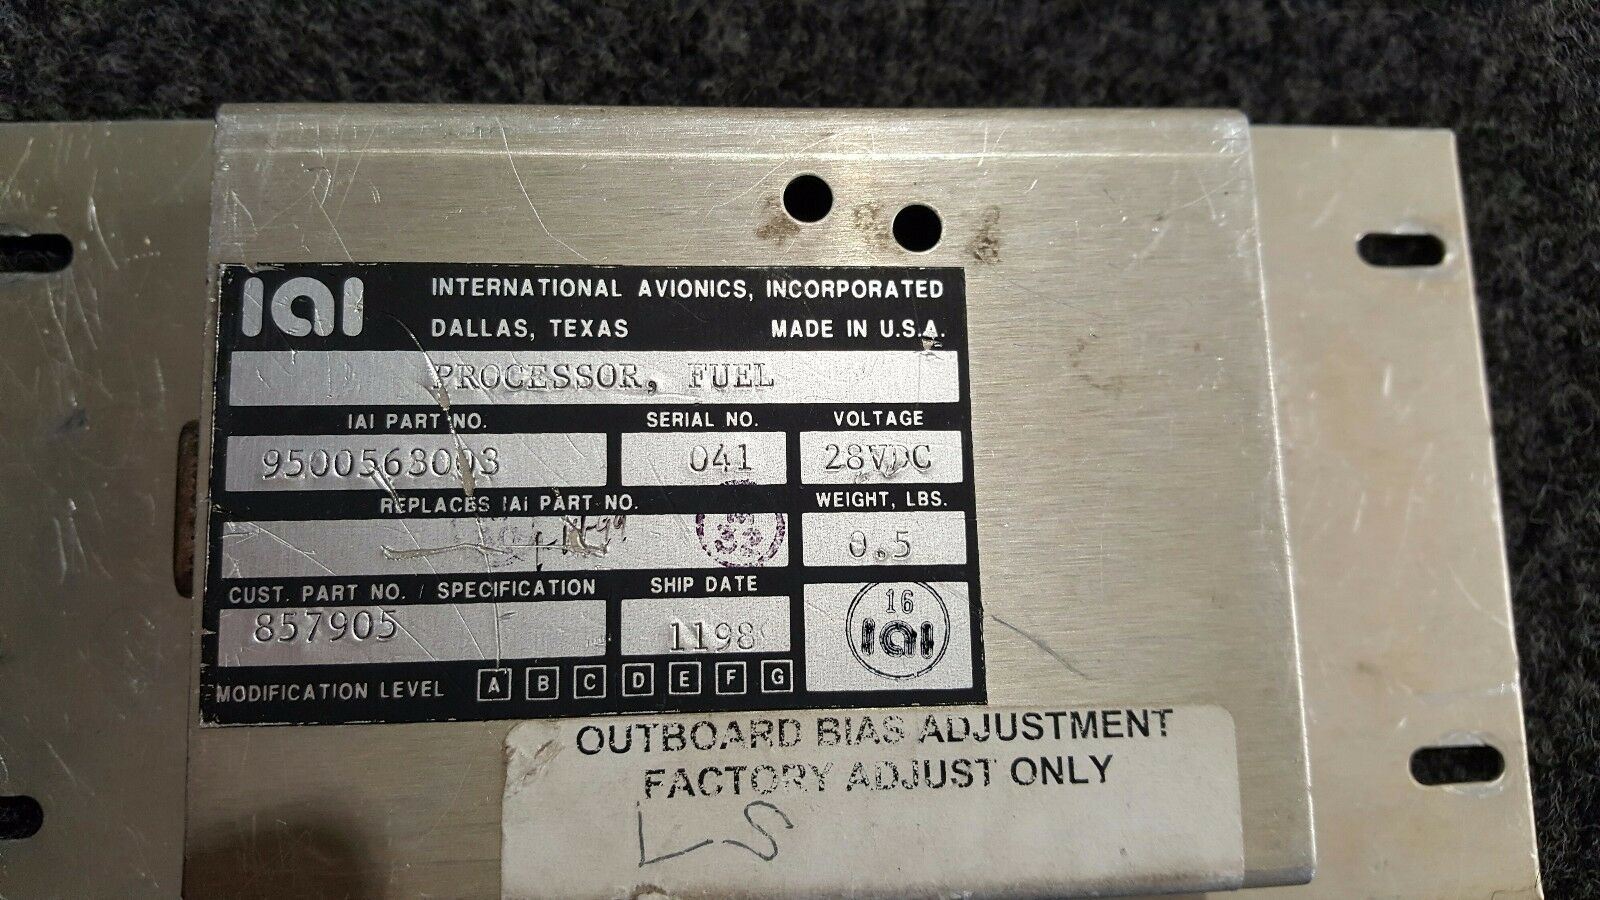 IAI
INTERNATIONAL AVIONICS, INCORPORATED
DALLAS, TEXAS MADE IN U.S.A.
PROCESSOR, FUEL
IAI PART NO. SERIAL NO. VOLTAGE
9500563003 041 28VDC
REPLACES IAI PART NO. WEIGHT, LBS.
33 0.5
CUST. PART NO. / SPECIFICATION SHIP DATE
857905 1198
16
IAI
MODIFICATION LEVEL A B C D E F G
OUTBOARD BIAS ADJUSTMENT
FACTORY ADJUST ONLY
LS